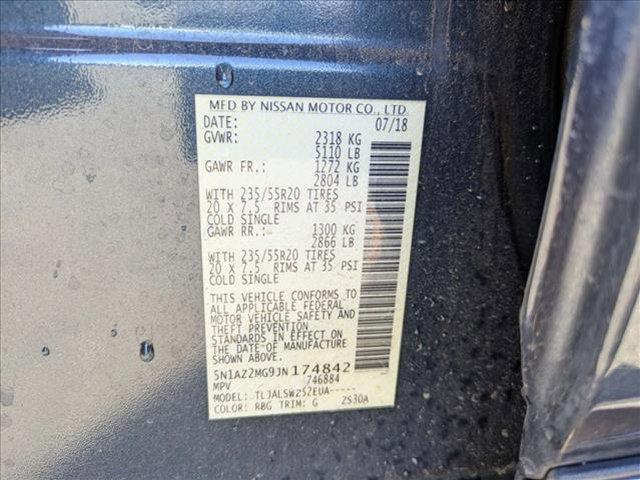 MFD BY NISSAN MOTOR CO., LTD.
DATE: 07/18
GVWR: 2318 KG
5110 LB
GAWR FR.: 1272 KG
2804 LB
WITH 235/55R20 TIRES
20 X 7.5 RIMS AT 35 PSI
COLD SINGLE
GAWR RR.: 1300 KG
2866 LB
WITH 235/55R20 TIRES
20 X 7.5 RIMS AT 35 PSI
COLD SINGLE
THIS VEHICLE CONFORMS TO
ALL APPLICABLE FEDERAL
MOTOR VEHICLE SAFETY AND
THEFT PREVENTION
STANDARDS IN EFFECT ON
THE DATE OF MANUFACTURE
SHOWN ABOVE.
5N1AZ2MG9JN174842
MPV 746884
MODEL: TLJALSWZ52EUA-----
COLOR: RBG TRIM: G ZS30A